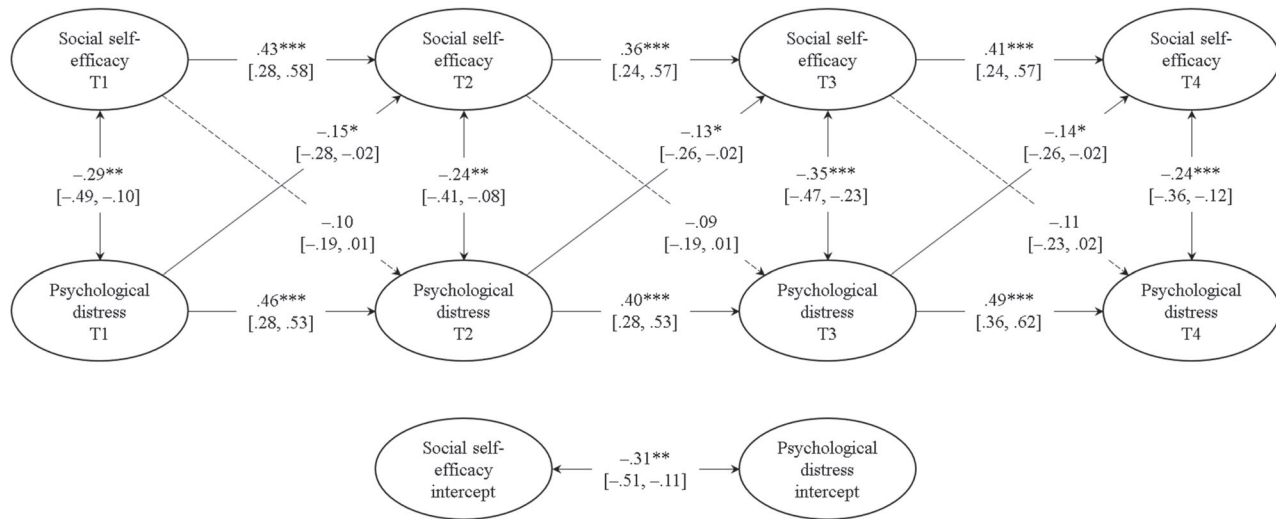 Social self-
efficacy
T1
.43***
[.28, .58]
Social self-
efficacy
T2
.36***
[.24, .57]
Social self-
efficacy
T3
.41***
[.24, .57]
Social self-
efficacy
T4
–.29**
[–.49, –.10]
–.15*
[–.28, –.02]
–.10
[–.19, .01]
–.24**
[–.41, –.08]
–.13*
[–.26, –.02]
–.09
[–.19, .01]
–.35***
[–.47, –.23]
–.14*
[–.26, –.02]
–.11
[–.23, .02]
–.24***
[–.36, –.12]
Psychological
distress
T1
.46***
[.28, .53]
Psychological
distress
T2
.40***
[.28, .53]
Psychological
distress
T3
.49***
[.36, .62]
Psychological
distress
T4
Social self-
efficacy
intercept
–.31**
[–.51, –.11]
Psychological
distress
intercept